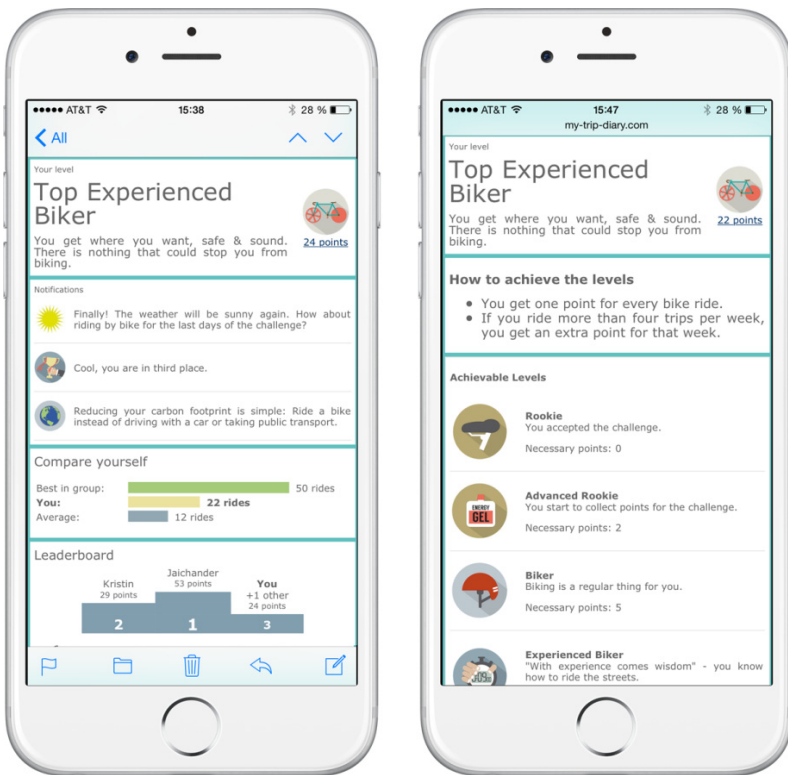 AT&T 15:38 28 %
All
Your level
Top Experienced
Biker
You get where you want, safe & sound.
There is nothing that could stop you from
biking.
24 points
Notifications
Finally! The weather will be sunny again. How about
riding by bike for the last days of the challenge?
Cool, you are in third place.
Reducing your carbon footprint is simple: Ride a bike
instead of driving with a car or taking public transport.
Compare yourself
Best in group: 50 rides
You: 22 rides
Average: 12 rides
Leaderboard
Jaichander
53 points
Kristin
29 points
You
+1 other
24 points
2 1 3
AT&T 15:47 28 %
my-trip-diary.com
Your level
Top Experienced
Biker
You get where you want, safe & sound.
There is nothing that could stop you from
biking.
22 points
How to achieve the levels
• You get one point for every bike ride.
• If you ride more than four trips per week,
you get an extra point for that week.
Achievable Levels
Rookie
You accepted the challenge.
Necessary points: 0
ENERGY
GEL
Advanced Rookie
You start to collect points for the challenge.
Necessary points: 2
Biker
Biking is a regular thing for you.
Necessary points: 5
Experienced Biker
"With experience comes wisdom" - you know
how to ride the streets.